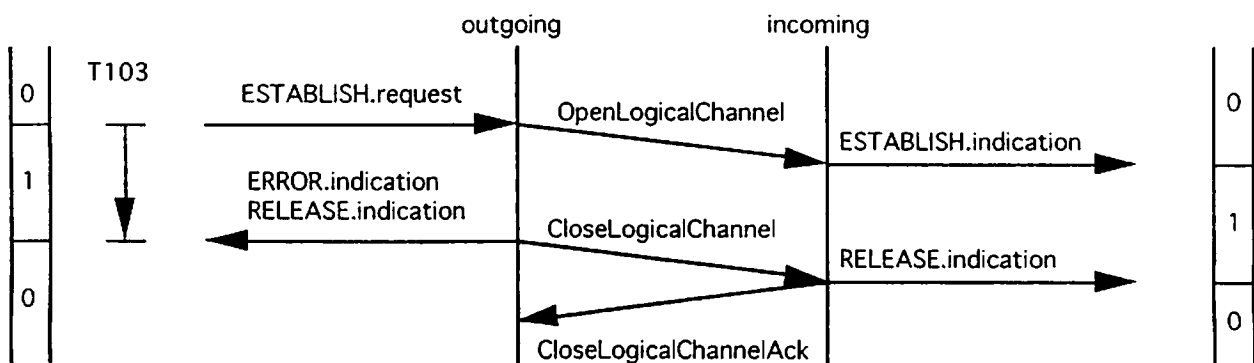 outgoing
incoming
T103
0
ESTABLISH.request
OpenLogicalChannel
0
ESTABLISH.indication
1
ERROR.indication
RELEASE.indication
CloseLogicalChannel
1
RELEASE.indication
0
0
CloseLogicalChannelAck